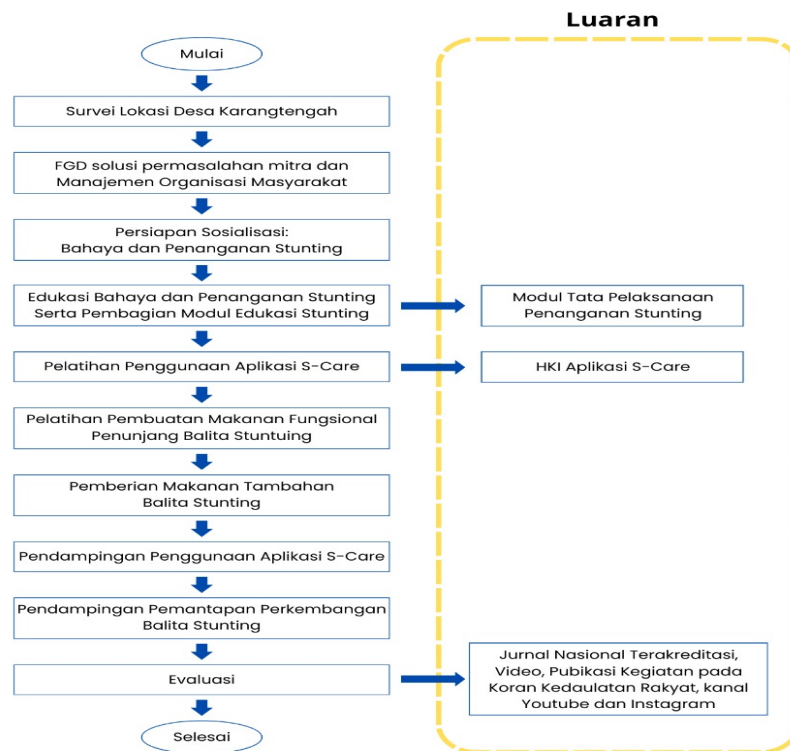 Luaran
Mulai
Survei Lokasi Desa Karangtengah
FGD solusi permasalahan mitra dan
Manajemen Organisasi Masyarakat
Persiapan Sosialisasi:
Bahaya dan Penanganan Stunting
Edukasi Bahaya dan Penanganan Stunting
Serta Pembagian Modul Edukasi Stunting
Modul Tata Pelaksanaan
Penanganan Stunting
Pelatihan Penggunaan Aplikasi S-Care
HKI Aplikasi S-Care
Pelatihan Pembuatan Makanan Fungsional
Penunjang Balita Stuntuing
Pemberian Makanan Tambahan
Balita Stunting
Pendampingan Penggunaan Aplikasi S-Care
Pendampingan Pemantapan Perkembangan
Balita Stunting
Evaluasi
Jurnal Nasional Terakreditasi,
Video, Pubikasi Kegiatan pada
Koran Kedaulatan Rakyat, kanal
Youtube dan Instagram
Selesai